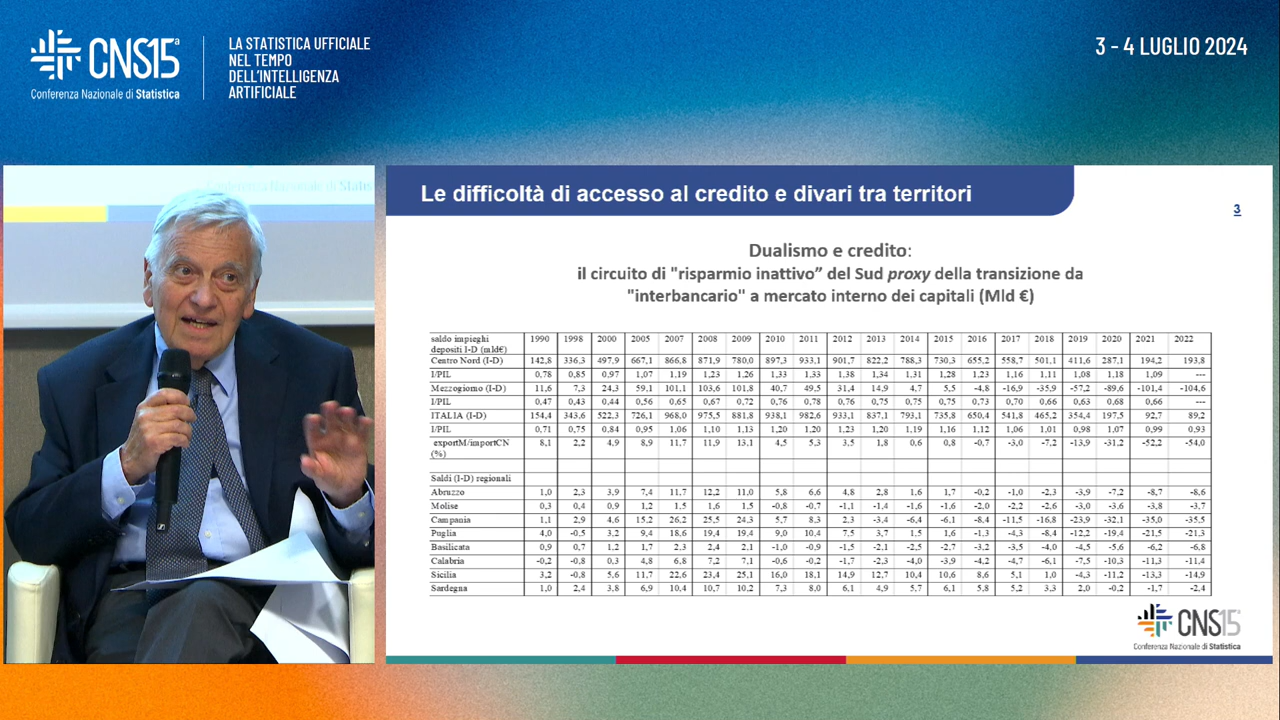 CNS15ª
Conferenza Nazionale di Statistica
LA STATISTICA UFFICIALE
NEL TEMPO
DELL'INTELLIGENZA
ARTIFICIALE
3 - 4 LUGLIO 2024
Le difficoltà di accesso al credito e divari tra territori
3
Dualismo e credito:
il circuito di "risparmio inattivo” del Sud proxy della transizione da
"interbancario" a mercato interno dei capitali (Mld €)
saldo impieghi depositi I-D (mld€) 1990 1998 2000 2005 2007 2008 2009 2010 2011 2012 2013 2014 2015 2016 2017 2018 2019 2020 2021 2022
Centro Nord (I-D) 142,8 336,3 497,9 667,1 866,8 871,9 780,0 897,3 933,1 901,7 822,2 788,3 730,3 655,2 558,7 501,1 411,6 287,1 194,2 193,8
I/PIL 0,78 0,85 0,97 1,07 1,19 1,23 1,26 1,33 1,33 1,38 1,34 1,31 1,28 1,23 1,16 1,11 1,08 1,18 1,09 ---
Mezzogiorno (I-D) 11,6 7,3 24,3 59,1 101,1 103,6 101,8 40,7 49,5 31,4 14,9 4,7 5,5 -4,8 -16,9 -35,9 -57,2 -89,6 -101,4 -104,6
I/PIL 0,47 0,43 0,44 0,56 0,65 0,67 0,72 0,76 0,78 0,76 0,75 0,75 0,75 0,73 0,70 0,66 0,63 0,68 0,66 ---
ITALIA (I-D) 154,4 343,6 522,3 726,1 968,0 975,5 881,8 938,1 982,6 933,1 837,1 793,1 735,8 650,4 541,8 465,2 354,4 197,5 92,7 89,2
I/PIL 0,71 0,75 0,84 0,95 1,06 1,10 1,13 1,20 1,20 1,23 1,20 1,19 1,16 1,12 1,06 1,01 0,98 1,07 0,99 0,93
exportM/importCN (%) 8,1 2,2 4,9 8,9 11,7 11,9 13,1 4,5 5,3 3,5 1,8 0,6 0,8 -0,7 -3,0 -7,2 -13,9 -31,2 -52,2 -54,0
Saldi (I-D) regionali
Abruzzo 1,0 2,3 3,9 7,4 11,7 12,2 11,0 5,8 6,6 4,8 2,8 1,6 1,7 -0,2 -1,0 -2,3 -3,9 -7,2 -8,7 -8,6
Molise 0,3 0,4 0,9 1,2 1,5 1,6 1,5 -0,8 -0,7 -1,1 -1,4 -1,6 -1,6 -2,0 -2,2 -2,6 -3,0 -3,6 -3,8 -3,7
Campania 1,1 2,9 4,6 15,2 26,2 25,5 24,3 5,7 8,3 2,3 -3,4 -6,4 -6,1 -8,4 -11,5 -16,8 -23,9 -32,1 -35,0 -35,5
Puglia 4,0 -0,5 3,2 9,4 18,6 19,4 19,4 9,0 10,4 7,5 3,7 1,5 1,6 -1,3 -4,3 -8,4 -12,2 -19,4 -21,5 -21,3
Basilicata 0,9 0,7 1,2 1,7 2,3 2,4 2,1 -1,0 -0,9 -1,5 -2,1 -2,5 -2,7 -3,2 -3,5 -4,0 -4,5 -5,6 -6,2 -6,8
Calabria -0,2 -0,8 0,3 4,8 6,8 7,2 7,1 -0,6 -0,2 -1,7 -2,3 -4,0 -3,9 -4,2 -4,7 -6,1 -7,5 -10,3 -11,3 -11,4
Sicilia 3,2 -0,8 5,6 11,7 22,6 23,4 25,1 16,0 18,1 14,9 12,7 10,4 10,6 8,6 5,1 1,0 -4,3 -11,2 -13,3 -14,9
Sardegna 1,0 2,4 3,8 6,9 10,4 10,7 10,2 7,3 8,0 6,1 4,9 5,7 6,1 5,8 5,2 3,3 2,0 -0,2 -1,7 -2,4
CNS15ª
Conferenza Nazionale di Statistica